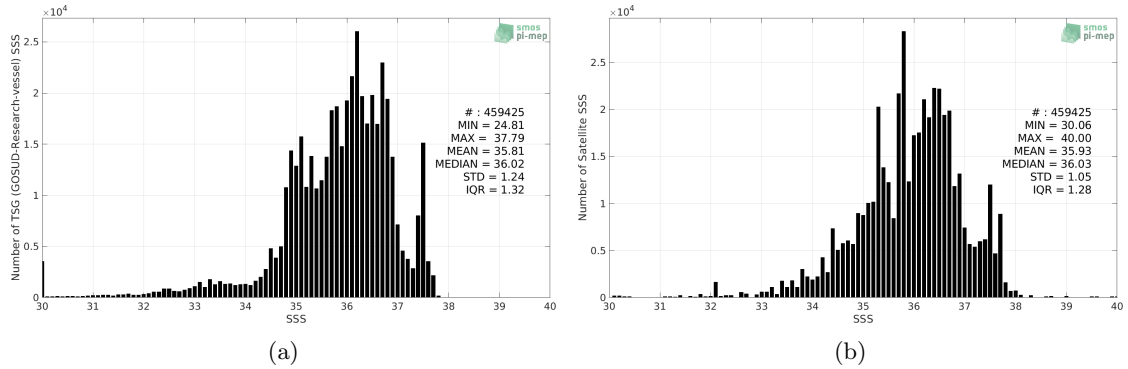 ×10⁴
smos
pi-mep
Number of TSG (GOSUD-Research-vessel) SSS
2.5
2
1.5
1
0.5
0
# : 459425
MIN = 24.81
MAX = 37.79
MEAN = 35.81
MEDIAN = 36.02
STD = 1.24
IQR = 1.32
30 31 32 33 34 35 36 37 38 39 40
SSS
(a)
×10⁴
smos
pi-mep
Number of Satellite SSS
2.5
2
1.5
1
0.5
0
# : 459425
MIN = 30.06
MAX = 40.00
MEAN = 35.93
MEDIAN = 36.03
STD = 1.05
IQR = 1.28
30 31 32 33 34 35 36 37 38 39 40
SSS
(b)